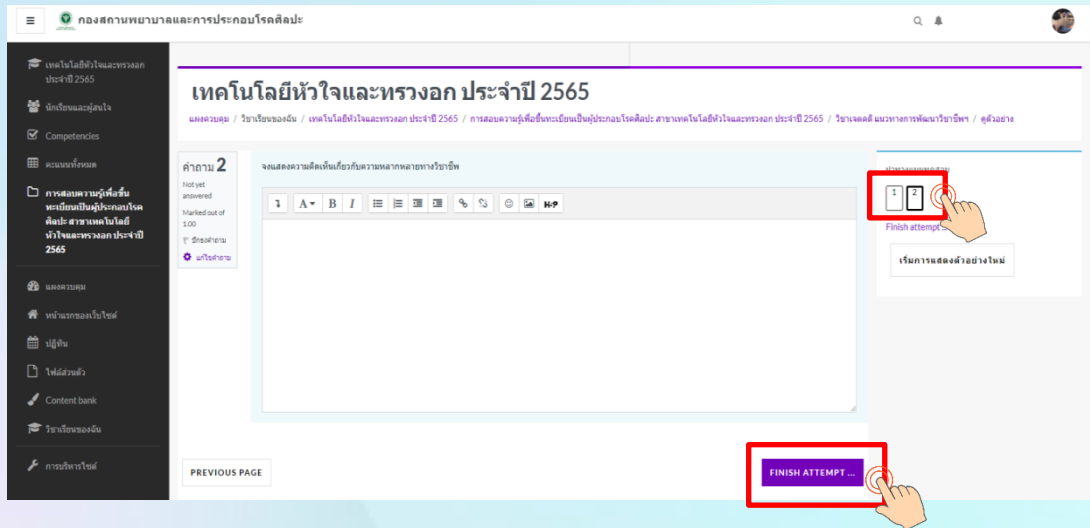 กองสถานพยาบาลและการประกอบโรคศิลปะ
เทคโนโลยีหัวใจและทรวงอก
ประจำปี 2565
นักเรียนและผู้สนใจ
Competencies
คะแนนทั้งหมด
การสอบความรู้เพื่อขึ้น
ทะเบียนเป็นผู้ประกอบโรค
ศิลปะ สาขาเทคโนโลยี
หัวใจและทรวงอก ประจำปี
2565
แผงควบคุม
หน้าแรกของเว็บไซต์
ปฏิทิน
ไฟล์ส่วนตัว
Content bank
วิชาเรียนของฉัน
การบริหารไซต์
เทคโนโลยีหัวใจและทรวงอก ประจำปี 2565
แผงควบคุม / วิชาเรียนของฉัน / เทคโนโลยีหัวใจและทรวงอก ประจำปี 2565 / การสอบความรู้เพื่อขึ้นทะเบียนเป็นผู้ประกอบโรคศิลปะ สาขาเทคโนโลยีหัวใจและทรวงอก ประจำปี 2565 / วิชาเจตคติ แนวทางการพัฒนาวิชาชีพฯ / ดูตัวอย่าง
คำถาม 2
Not yet
answered
Marked out of
1.00
ปักธงคำถาม
แก้ไขคำถาม
จงแสดงความคิดเห็นเกี่ยวกับความหลากหลายทางวิชาชีพ
A B I
H-P
PREVIOUS PAGE
FINISH ATTEMPT ...
นำทางแบบทดสอบ
1 2
Finish attempt ...
เริ่มการแสดงตัวอย่างใหม่